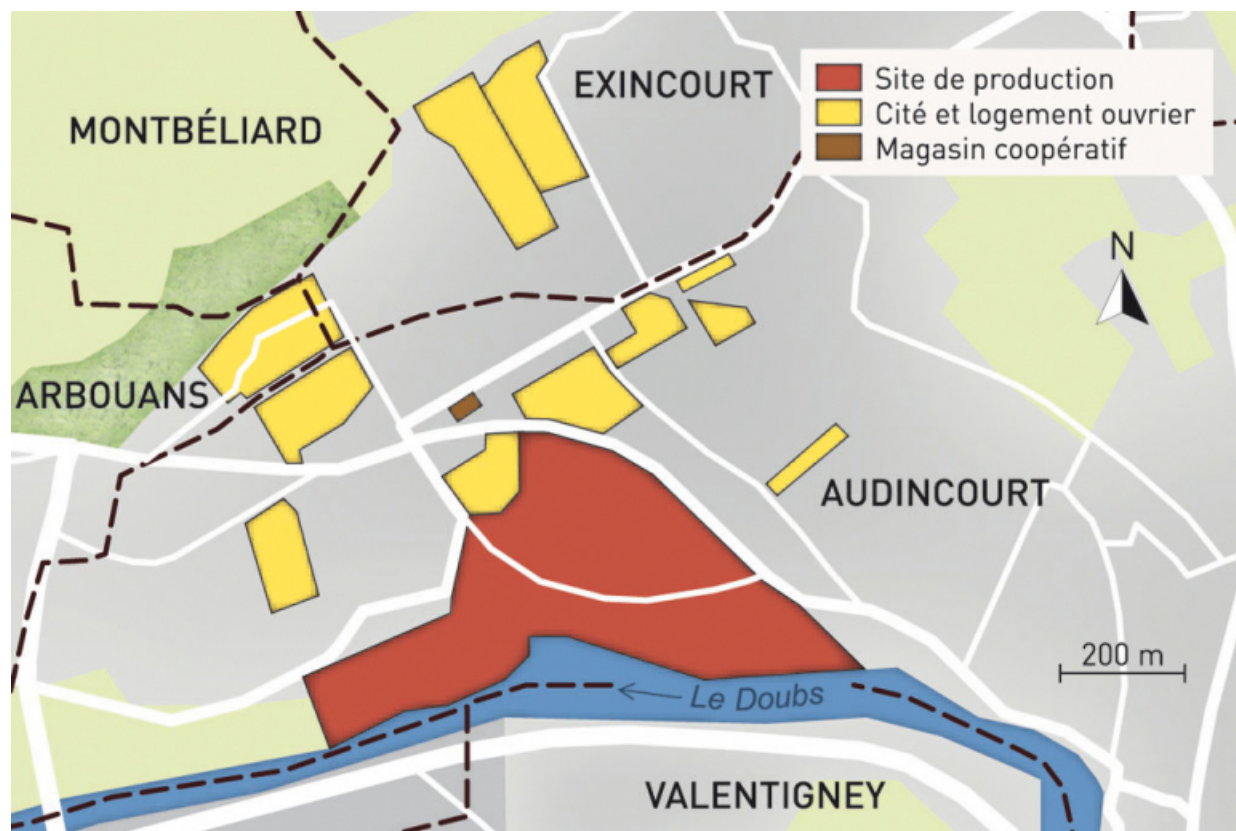 EXINCOURT
MONTBÉLIARD
Site de production
Cité et logement ouvrier
Magasin coopératif
N
ARBOUANS
AUDINCOURT
200 m
Le Doubs
VALENTIGNEY